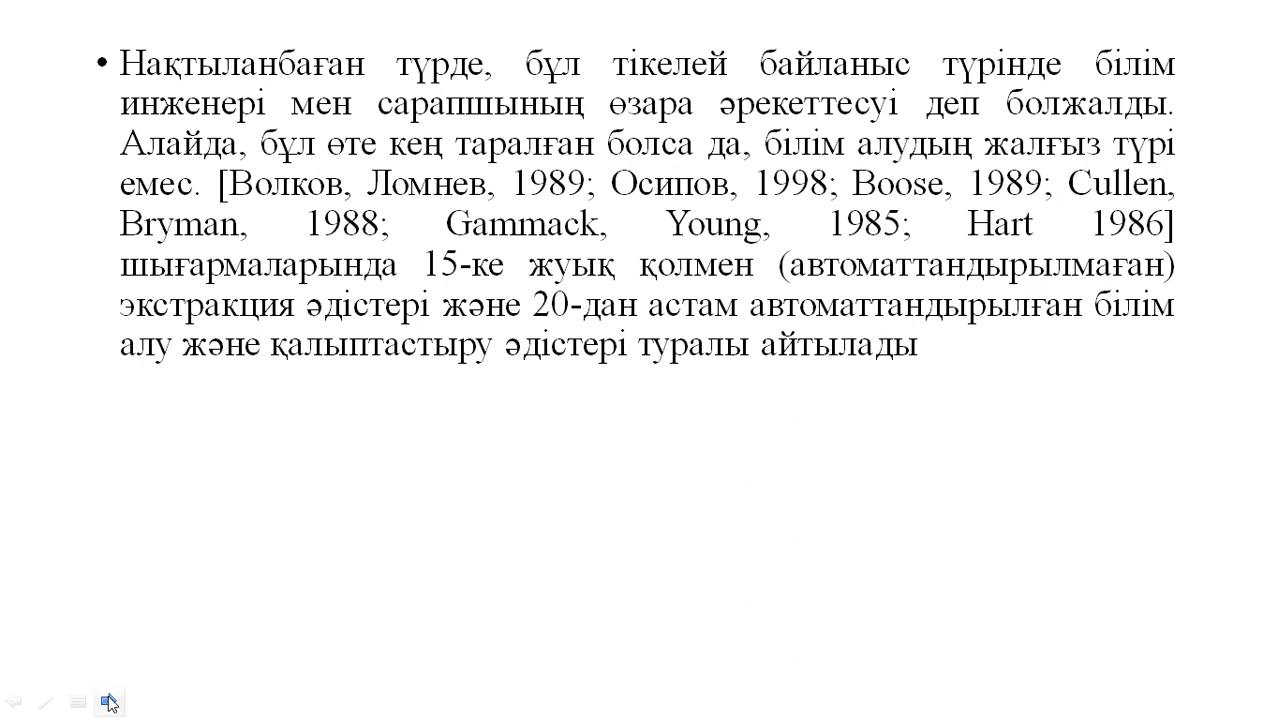 • Нақтыланбаған түрде, бұл тікелей байланыс түрінде білім
инженері мен сарапшының өзара әрекеттесуі деп болжалды.
Алайда, бұл өте кең таралған болса да, білім алудың жалғыз түрі
емес. [Волков, Ломнев, 1989; Осипов, 1998; Boose, 1989; Cullen,
Bryman, 1988; Gammack, Young, 1985; Hart 1986]
шығармаларында 15-ке жуық қолмен (автоматтандырылмаған)
экстракция әдістері және 20-дан астам автоматтандырылған білім
алу және қалыптастыру әдістері туралы айтылады